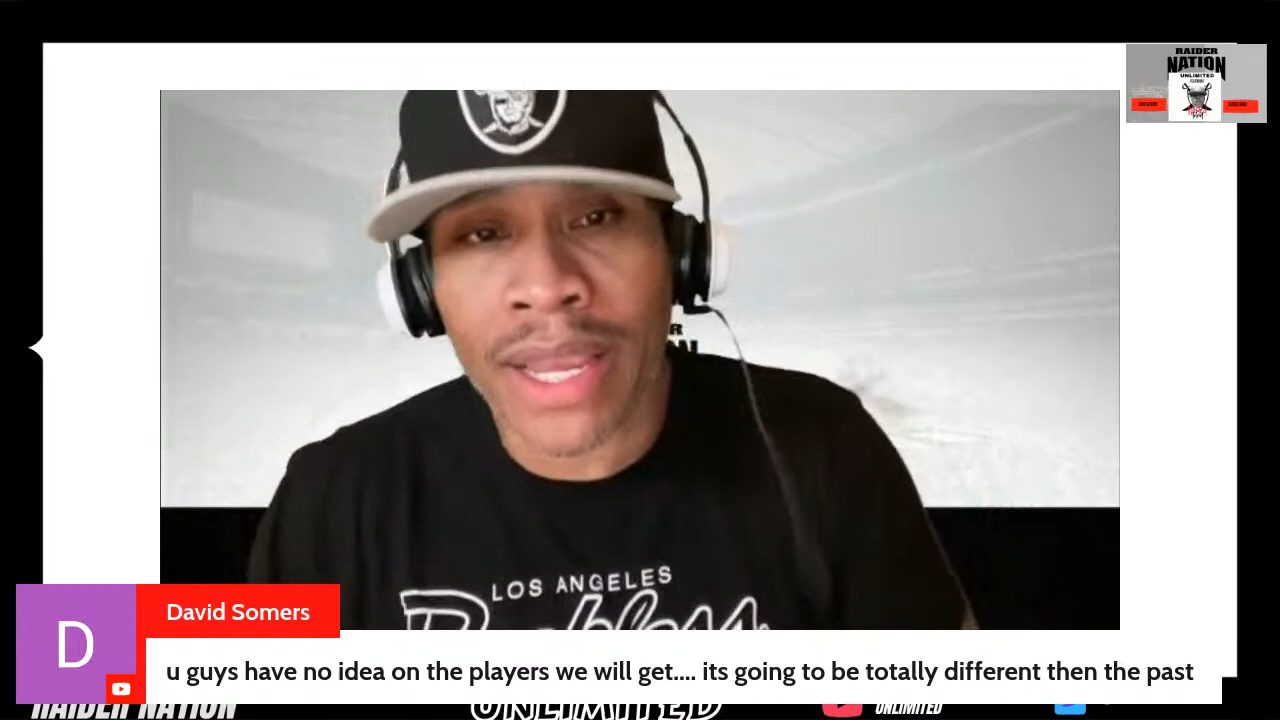 RAIDER
NATION
UNLIMITED
LOS ANGELES
David Somers
D
u guys have no idea on the players we will get.... its going to be totally different then the past
RAIDER NATION
UNLIMITED
UNLIMITED